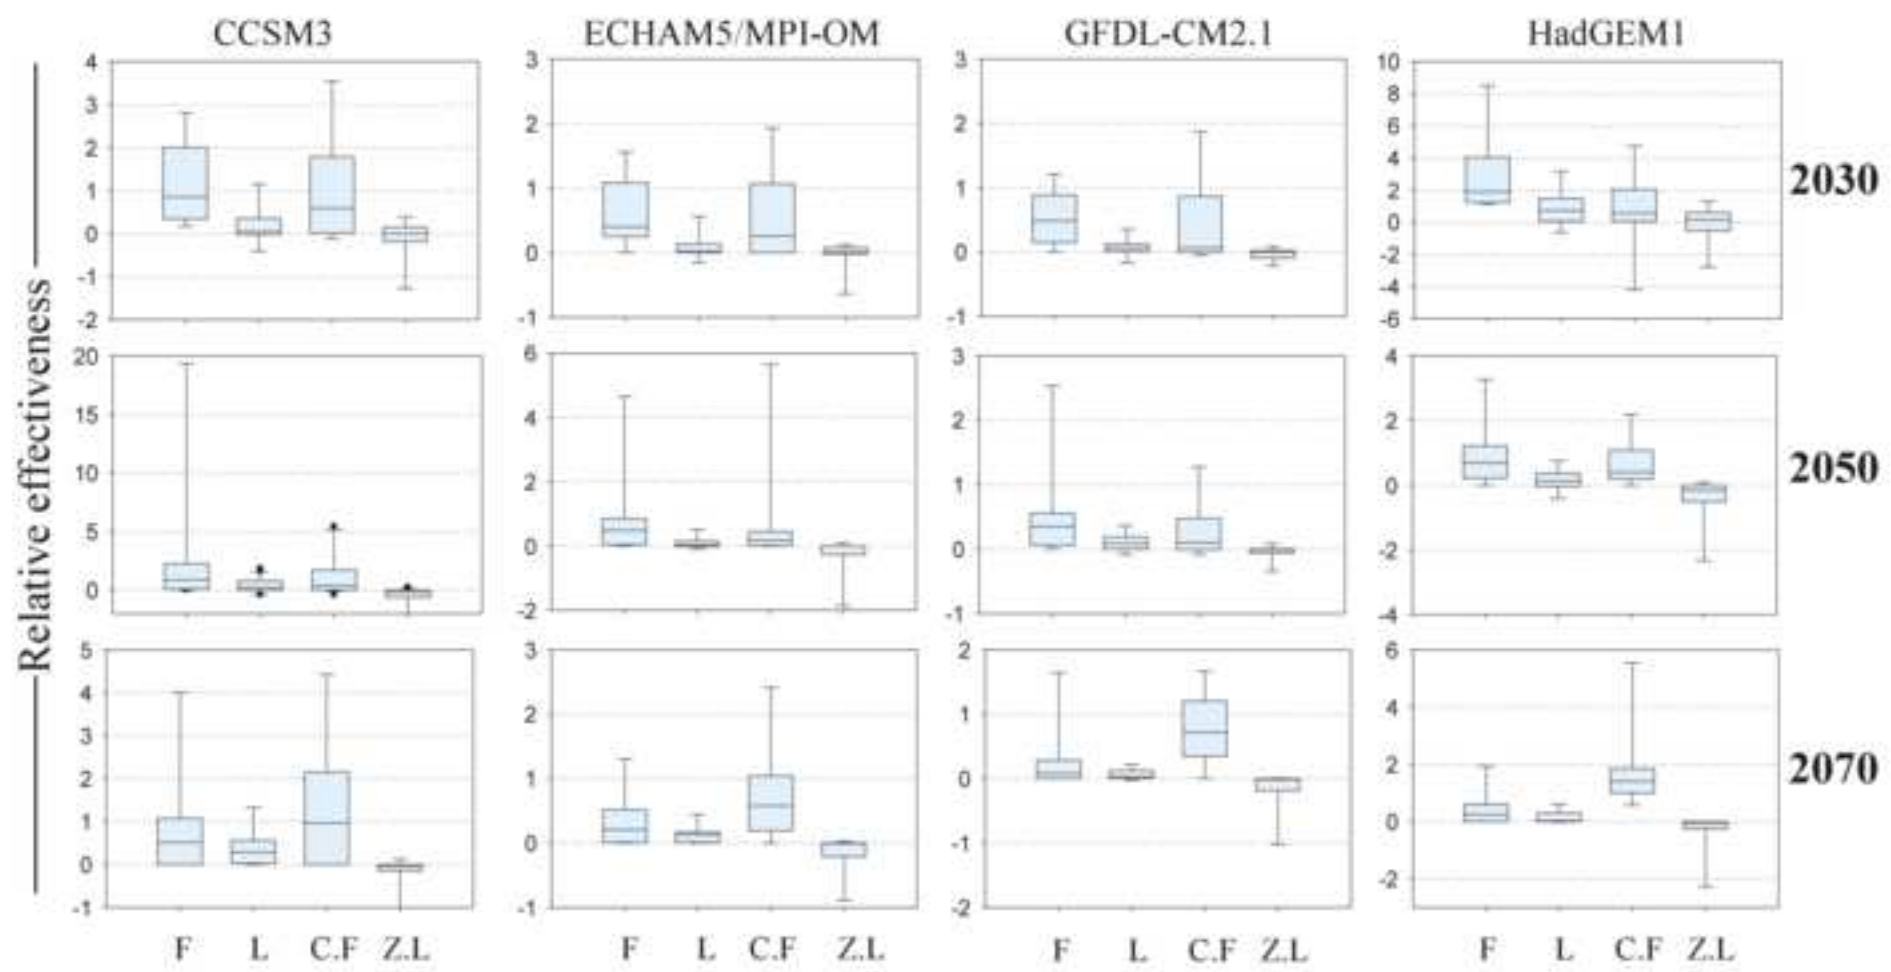 CCSM3 ECHAM5/MPI-OM GFDL-CM2.1 HadGEM1
Relative effectiveness
4 3 3 10
3 2 2 8
2 1 1 6
1 0 0 4
0 -1 -1 2
-1 0
-2 -2
-4
-6
2030
20 6 3 4
15 4 2 2
10 2 1 0
5 0 0 -2
0 -2 -1 -4
2050
5 3 2 6
4 2 1 4
3 1 0 2
2 0 -1 0
1 -1 -2 -2
0
-1
2070
F L C.F Z.L F L C.F Z.L F L C.F Z.L F L C.F Z.L